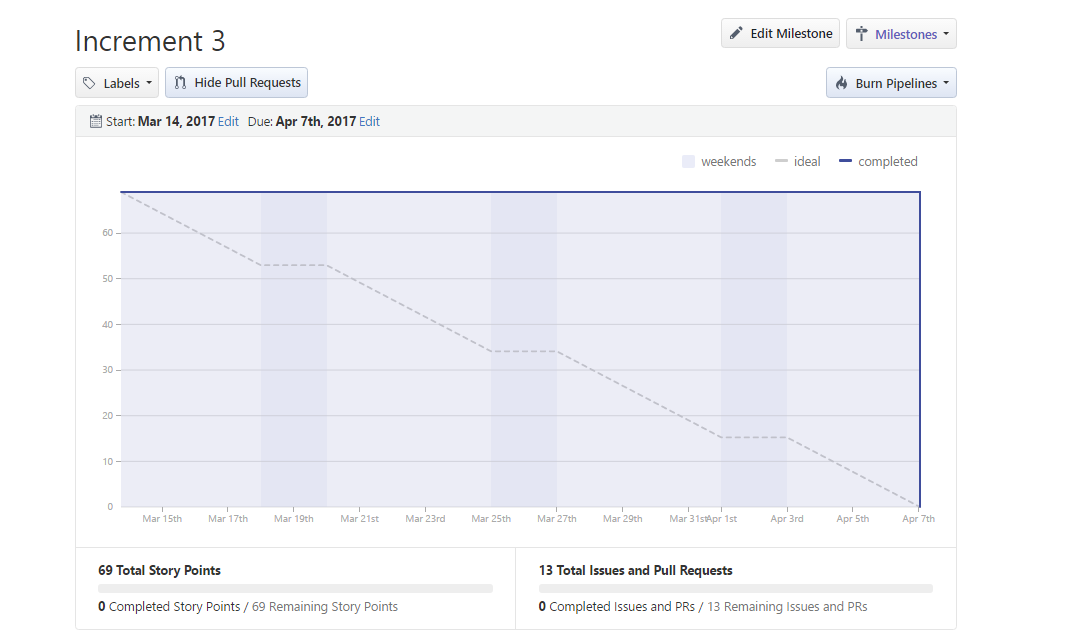 Increment 3
Edit Milestone
Milestones
Labels
Hide Pull Requests
Burn Pipelines
Start: Mar 14, 2017 Edit Due: Apr 7th, 2017 Edit
weekends ideal completed
60
50
40
30
20
10
0
Mar 15th Mar 17th Mar 19th Mar 21st Mar 23rd Mar 25th Mar 27th Mar 29th Mar 31st Apr 1st Apr 3rd Apr 5th Apr 7th
69 Total Story Points
0 Completed Story Points / 69 Remaining Story Points
13 Total Issues and Pull Requests
0 Completed Issues and PRs / 13 Remaining Issues and PRs